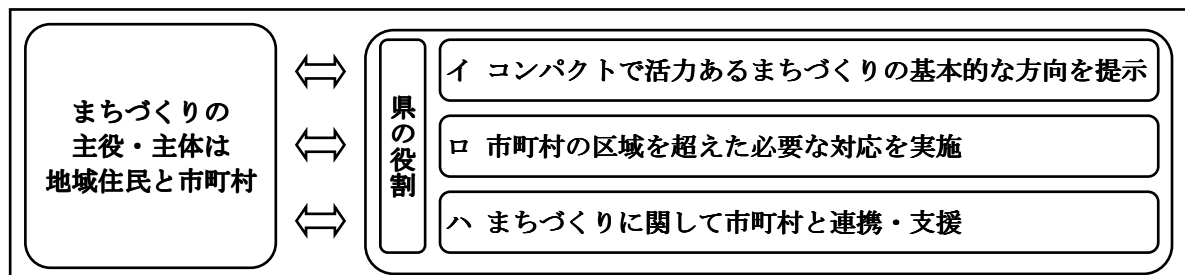 まちづくりの
主役・主体は
地域住民と市町村
県の役割
イ コンパクトで活力あるまちづくりの基本的な方向を提示
ロ 市町村の区域を超えた必要な対応を実施
ハ まちづくりに関して市町村と連携・支援